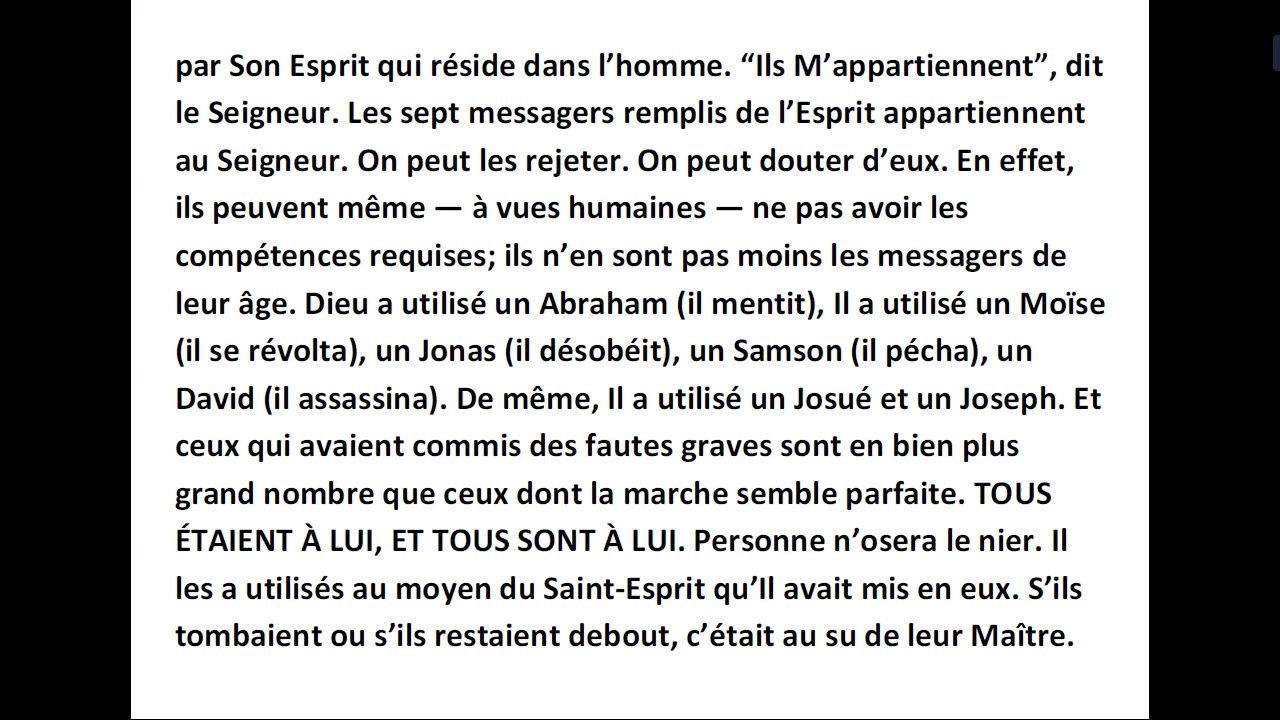 par Son Esprit qui réside dans l’homme. “Ils M’appartiennent”, dit
le Seigneur. Les sept messagers remplis de l’Esprit appartiennent
au Seigneur. On peut les rejeter. On peut douter d’eux. En effet,
ils peuvent même — à vues humaines — ne pas avoir les
compétences requises; ils n’en sont pas moins les messagers de
leur âge. Dieu a utilisé un Abraham (il mentit), Il a utilisé un Moïse
(il se révolta), un Jonas (il désobéit), un Samson (il pécha), un
David (il assassina). De même, Il a utilisé un Josué et un Joseph. Et
ceux qui avaient commis des fautes graves sont en bien plus
grand nombre que ceux dont la marche semble parfaite. TOUS
ÉTAIENT À LUI, ET TOUS SONT À LUI. Personne n’osera le nier. Il
les a utilisés au moyen du Saint-Esprit qu’Il avait mis en eux. S’ils
tombaient ou s’ils restaient debout, c’était au su de leur Maître.